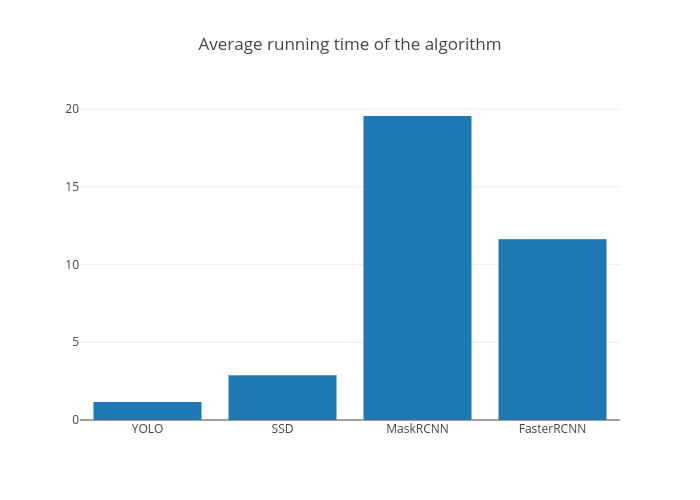 Average running time of the algorithm
20
15
10
5
0
YOLO
SSD
MaskRCNN
FasterRCNN